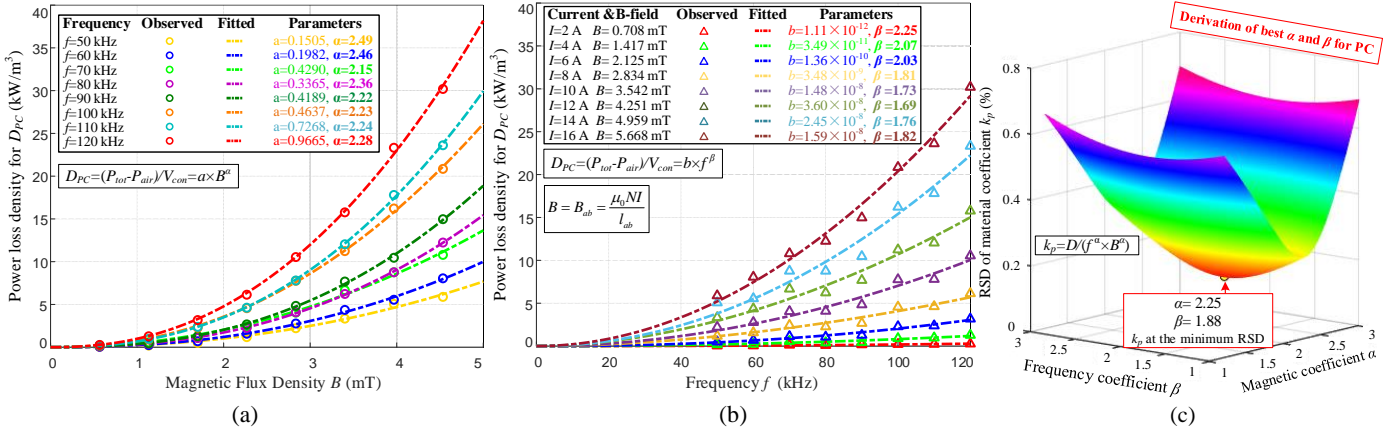 Power loss density for D_PC (kW/m³)
40
35
30
25
20
15
10
5
0
Frequency Observed Fitted Parameters
f=50 kHz a=0.1505, α=2.49
f=60 kHz a=0.1982, α=2.46
f=70 kHz a=0.4290, α=2.15
f=80 kHz a=0.3365, α=2.36
f=90 kHz a=0.4189, α=2.22
f=100 kHz a=0.4637, α=2.23
f=110 kHz a=0.7268, α=2.24
f=120 kHz a=0.9665, α=2.28
D_PC=(P_tot-P_air)/V_con=a×B^α
0 1 2 3 4 5
Magnetic Flux Density B (mT)
(a)
Power loss density for D_PC (kW/m³)
40
35
30
25
20
15
10
5
0
Current &B-field Observed Fitted Parameters
I=2 A B= 0.708 mT b=1.11×10^-12, β=2.25
I=4 A B= 1.417 mT b=3.49×10^-11, β=2.07
I=6 A B= 2.125 mT b=1.36×10^-10, β=2.03
I=8 A B= 2.834 mT b=3.48×10^-9, β=1.81
I=10 A B= 3.542 mT b=1.48×10^-8, β=1.73
I=12 A B= 4.251 mT b=3.60×10^-8, β=1.69
I=14 A B= 4.959 mT b=2.45×10^-8, β=1.76
I=16 A B= 5.668 mT b=1.59×10^-8, β=1.82
D_PC=(P_tot-P_air)/V_con=b×f^β
B = B_ab = μ₀NI/l_ab
0 20 40 60 80 100 120
Frequency f (kHz)
(b)
Derivation of best α and β for PC
RSD of material coefficient k_p (%)
0.8
0.6
0.4
0.2
0
k_p=D/(f^α×B^α)
α= 2.25
β= 1.88
k_p at the minimum RSD
3 2.5 2 1.5 1
Frequency coefficient β
1 1.5 2 2.5 3
Magnetic coefficient α
(c)